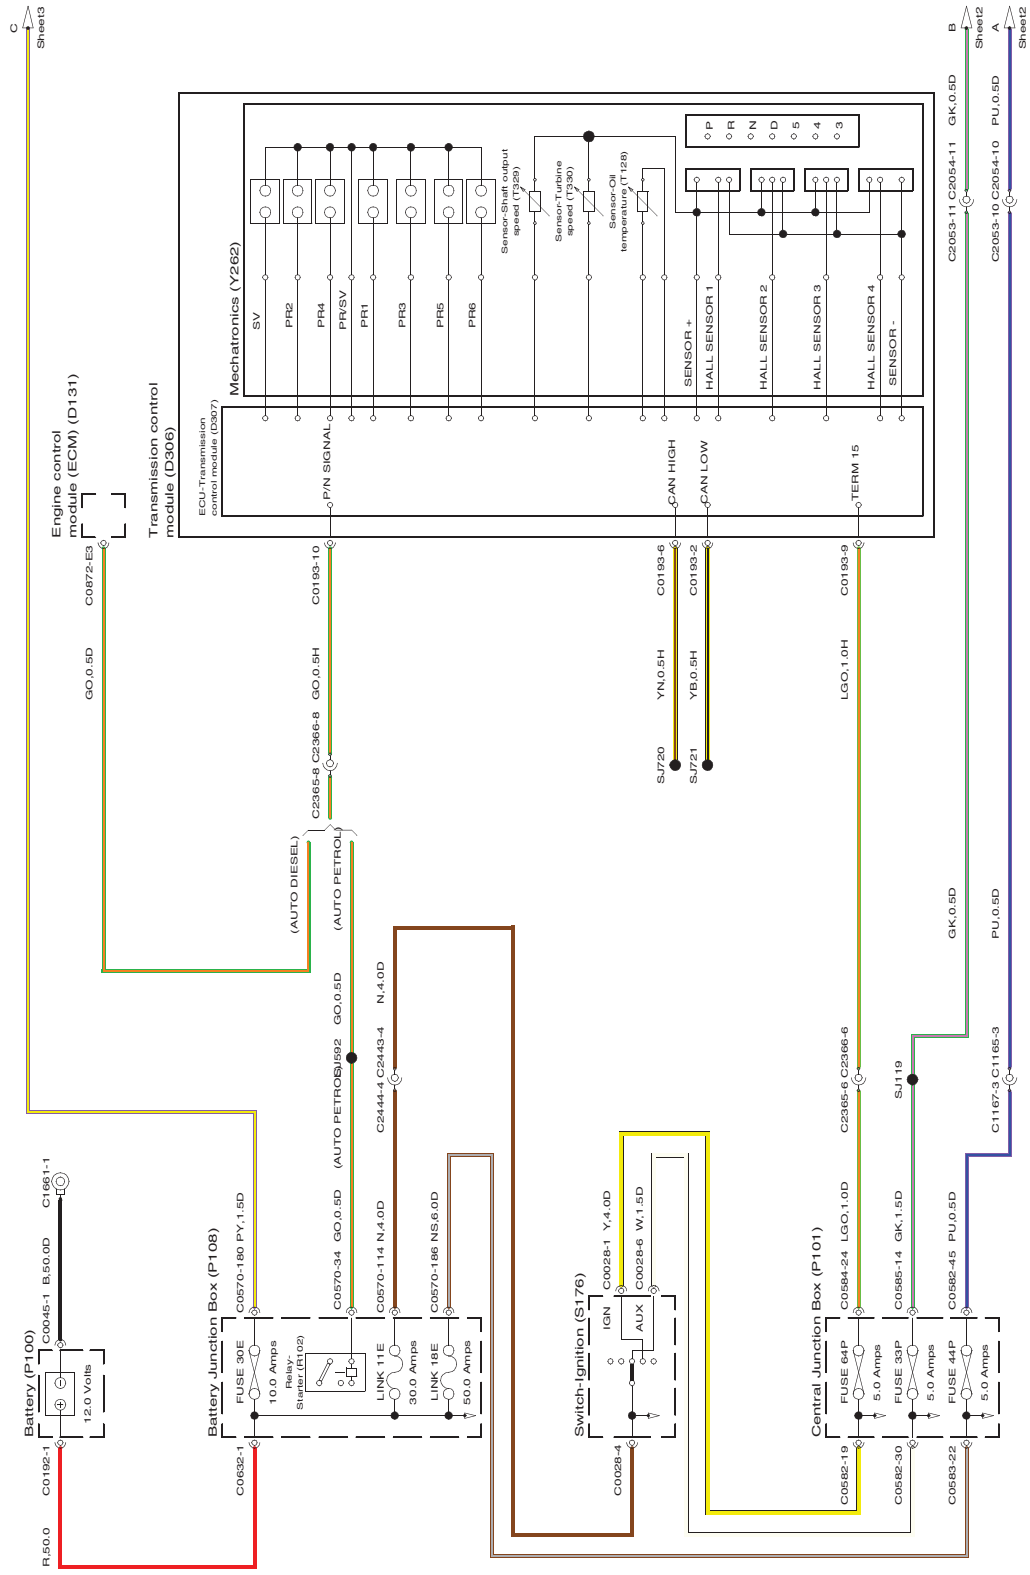 C
Sheet3
B
Sheet2
A
Sheet2
Engine control
module (ECM) (D131)
C0872-E3
GO,0.5D
Transmission control
module (D306)
ECU-Transmission
control module (D307)
Mechatronics (Y262)
SV
PR2
PR4
PR/SV
PR1
PR3
PR5
PR6
Sensor-Shaft output
speed (T329)
Sensor-Turbine
speed (T330)
Sensor-Oil
temperature (T128)
P
R
N
D
5
4
3
SENSOR +
HALL SENSOR 1
HALL SENSOR 2
HALL SENSOR 3
HALL SENSOR 4
SENSOR -
P/N SIGNAL
CAN HIGH
CAN LOW
TERM 15
C0193-10
GO,0.5H
C2365-8 C2366-8
(AUTO DIESEL)
(AUTO PETROL)
C0193-6
YN,0.5H
SJ720
C0193-2
YB,0.5H
SJ721
C0193-9
LGO,1.0H
C2365-6 C2366-6
C2053-11 C2054-11 GK,0.5D
C2053-10 C2054-10 PU,0.5D
GK,0.5D
PU,0.5D
SJ119
C1167-3 C1165-3
(AUTO PETROL)
SJ592
GO,0.5D
C2444-4 C2443-4
N,4.0D
Battery (P100)
12.0 Volts
C0192-1
C0045-1 B,50.0D C1661-1
R,50.0
Battery Junction Box (P108)
C0632-1
FUSE 30E
10.0 Amps
C0570-180 PY,1.5D
Relay-
Starter (R102)
C0570-34 GO,0.5D
LINK 11E
30.0 Amps
C0570-114 N,4.0D
LINK 18E
50.0 Amps
C0570-186 NS,6.0D
Switch-Ignition (S176)
C0028-4
IGN
AUX
C0028-1 Y,4.0D
C0028-6 W,1.5D
Central Junction Box (P101)
FUSE 64P
5.0 Amps
FUSE 33P
5.0 Amps
FUSE 44P
5.0 Amps
C0582-19
C0582-30
C0583-22
C0584-24 LGO,1.0D
C0585-14 GK,1.5D
C0582-45 PU,0.5D